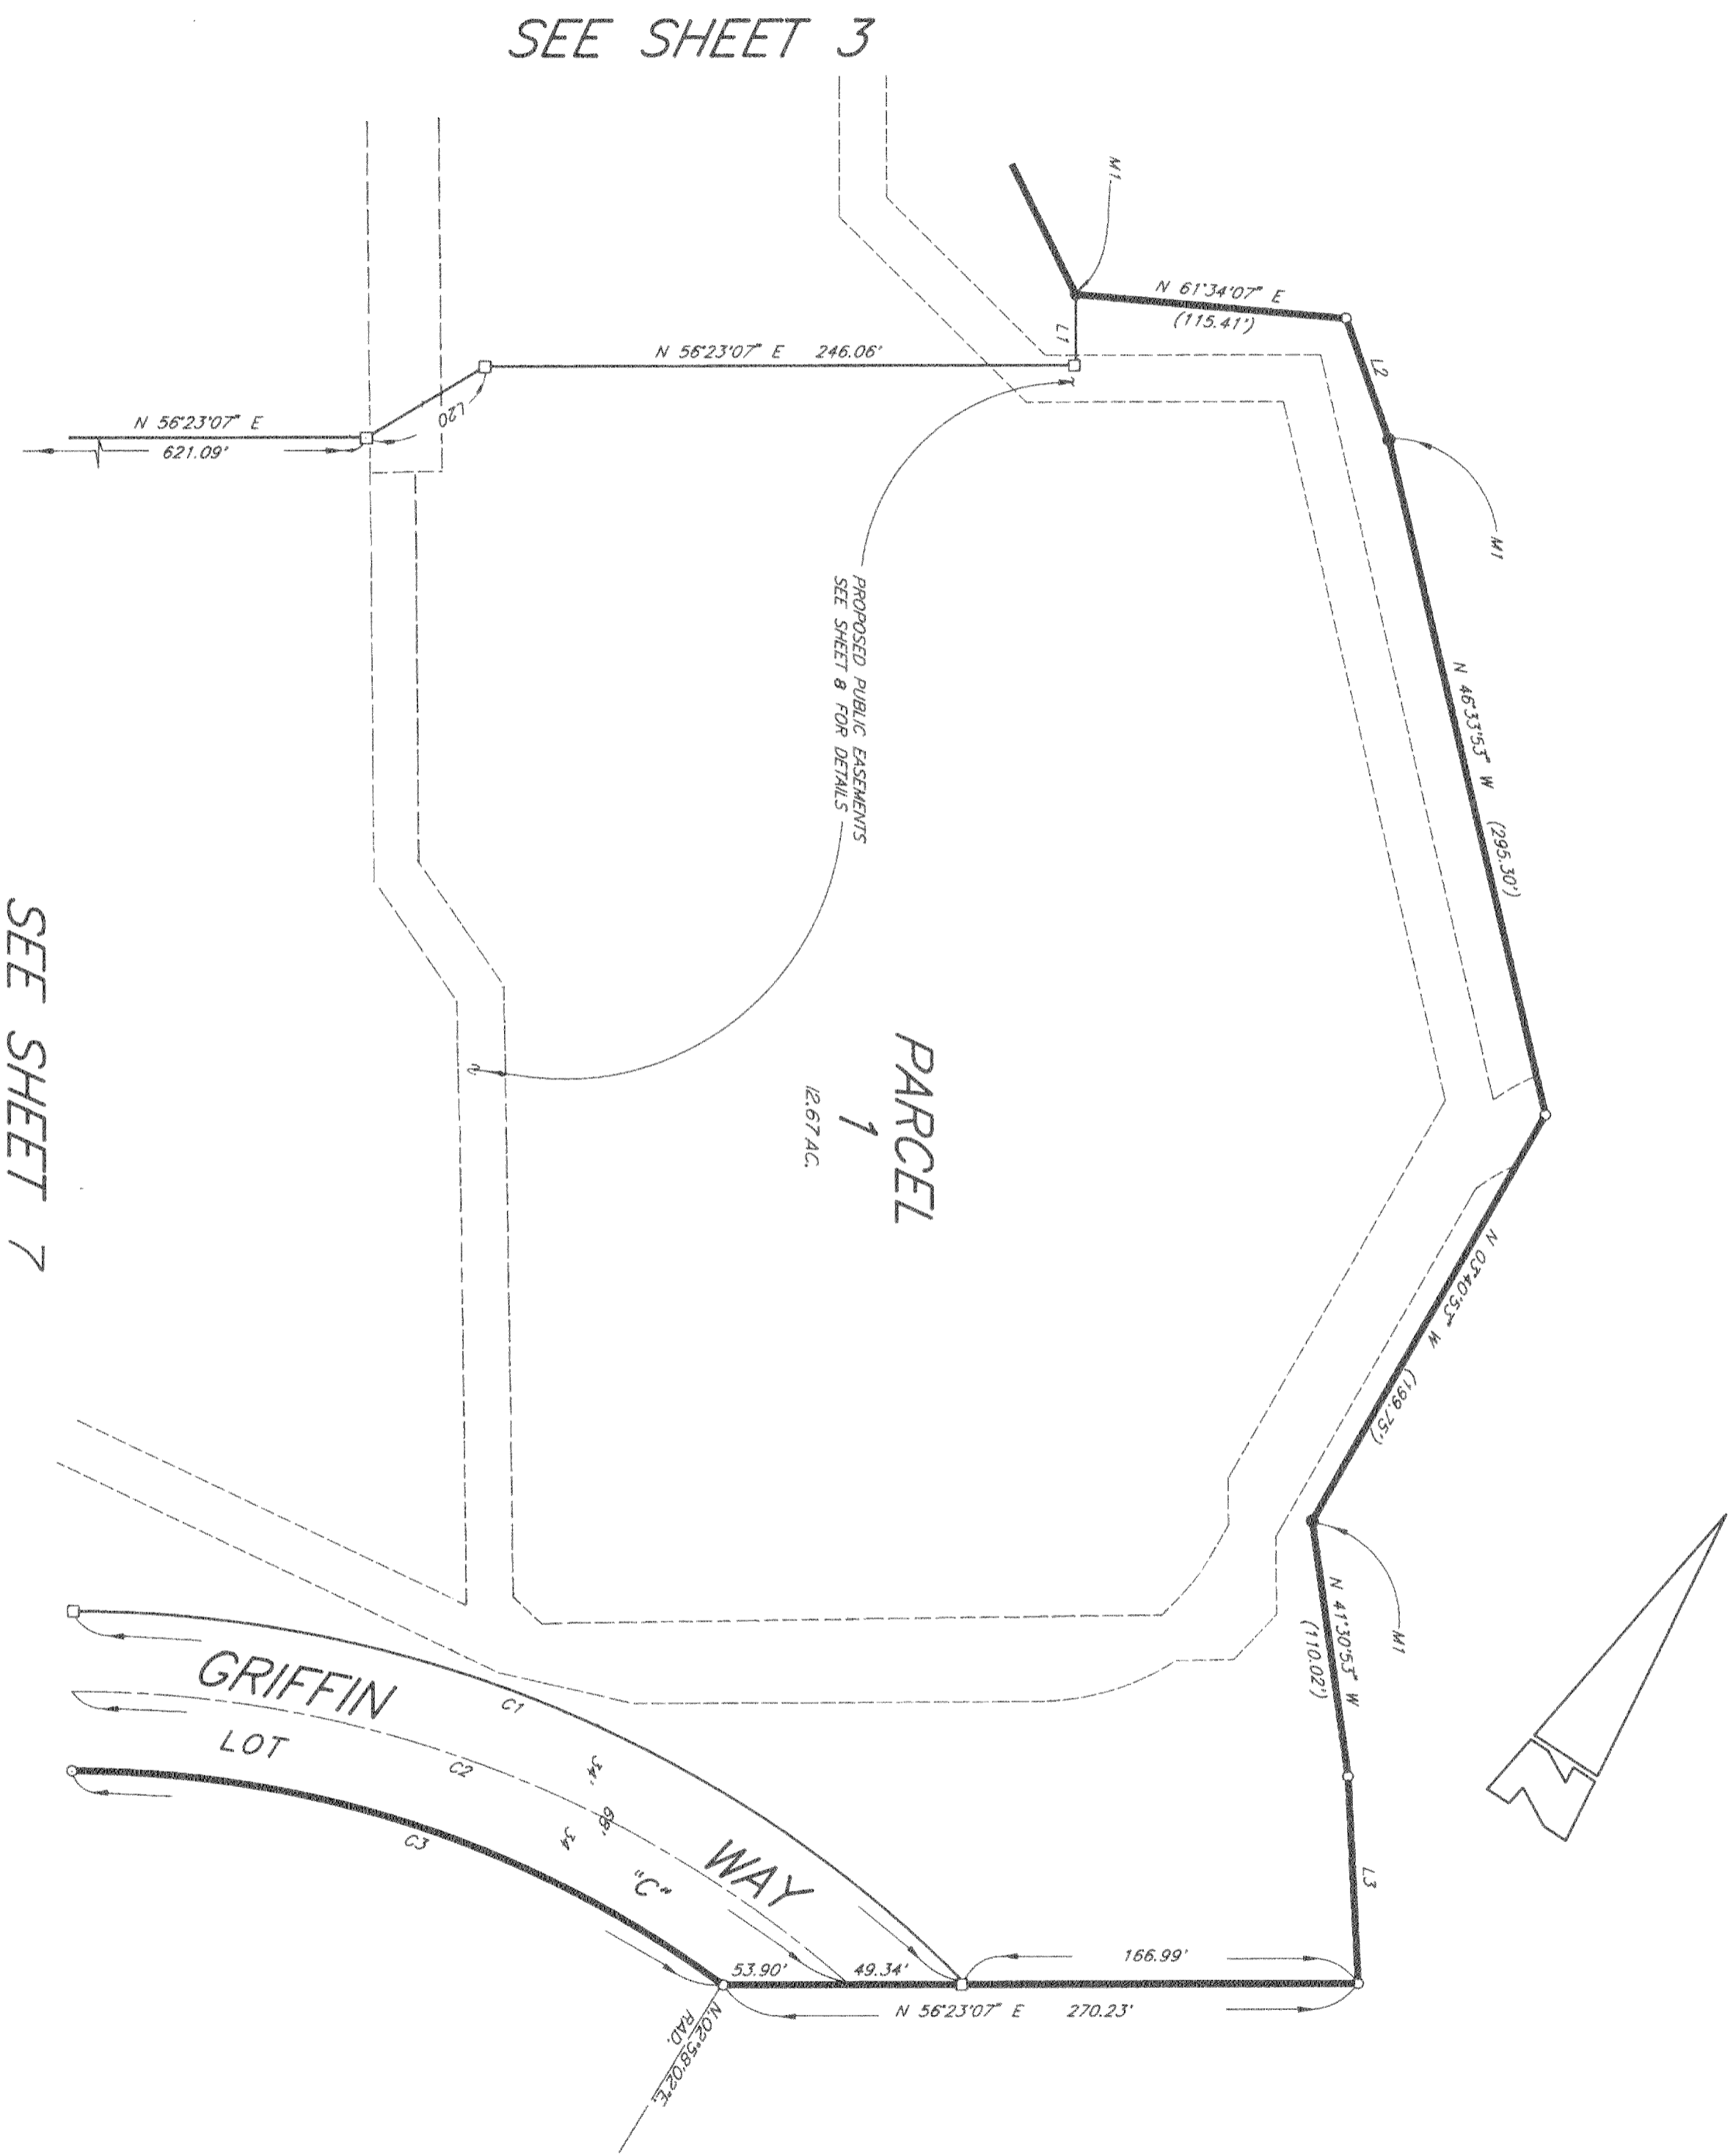 SEE SHEET 3
M1
N 61°34'07" E
(115.41')
L1
L2
N 56°23'07" E 246.06'
L20
N 56°23'07" E
621.09'
M1
N 46°33'53" W (295.30')
PROPOSED PUBLIC EASEMENTS
SEE SHEET 8 FOR DETAILS
PARCEL
1
12.67 AC.
SEE SHEET 7
N 03°40'53" W (199.75')
M1
N 41°30'53" W
(110.02')
N
GRIFFIN
WAY
LOT
"C"
C1
C2
C3
34'
68'
34
L3
53.90'
49.34'
166.99'
N 56°23'07" E 270.23'
N.02°58'02"E.
RAD.